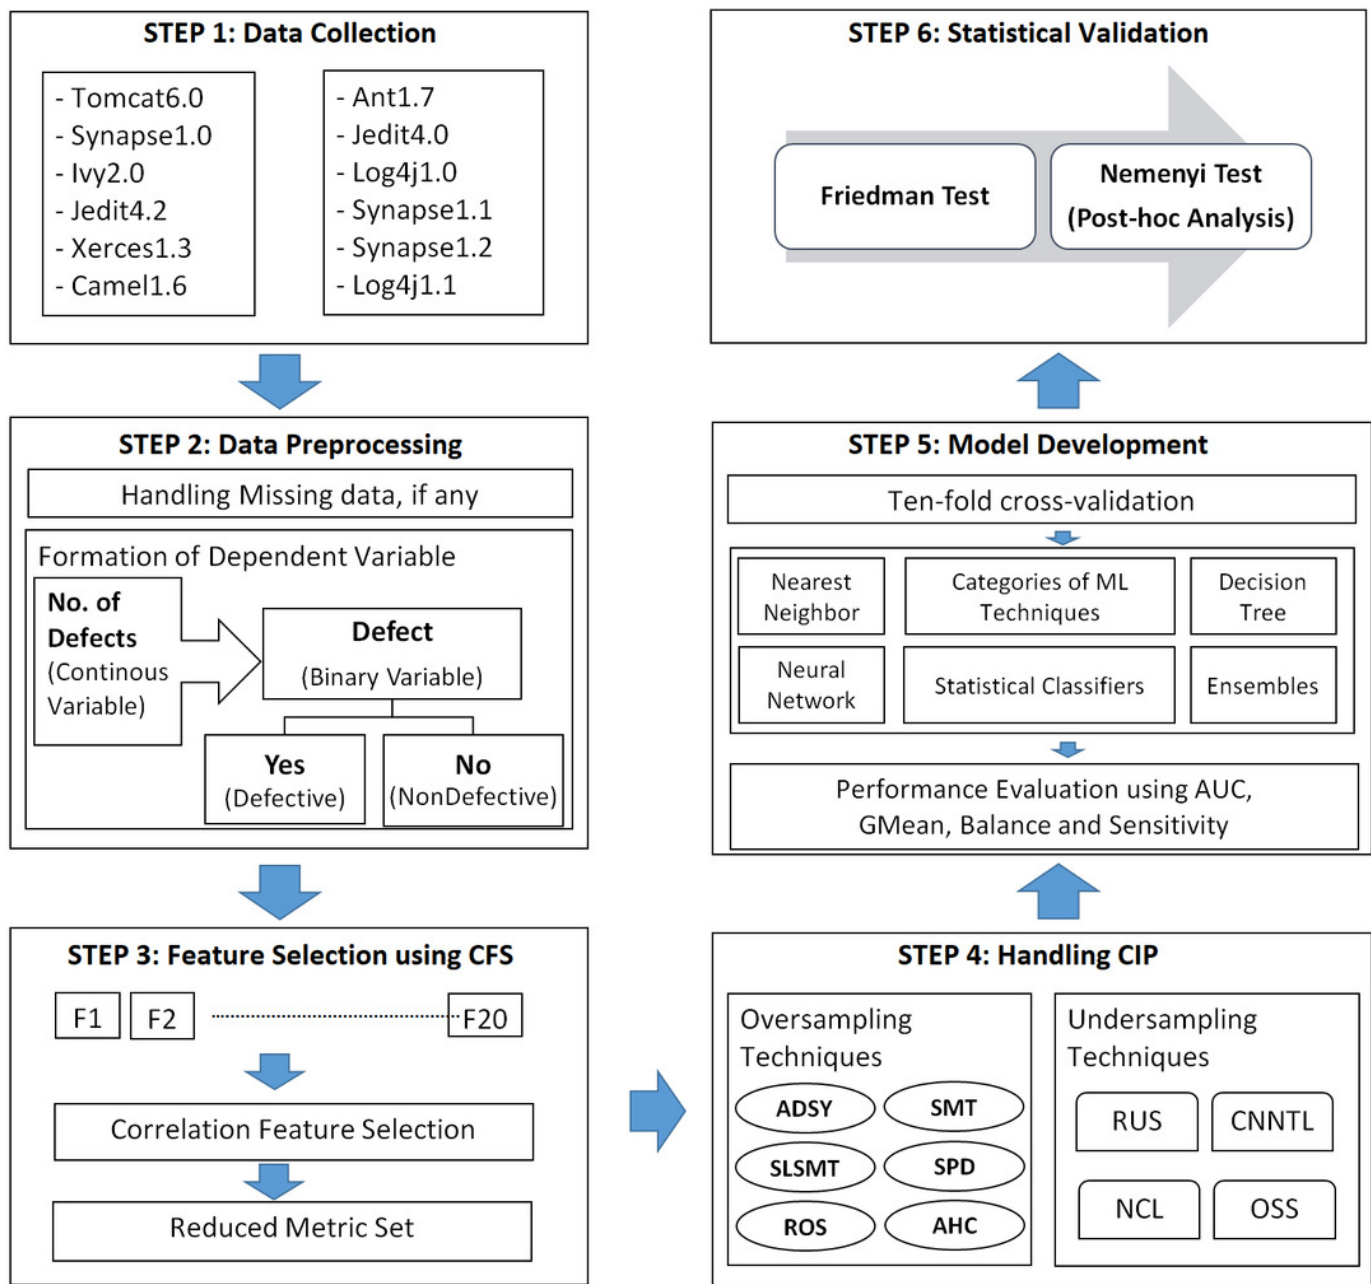 STEP 1: Data Collection
- Tomcat6.0
- Synapse1.0
- Ivy2.0
- Jedit4.2
- Xerces1.3
- Camel1.6
- Ant1.7
- Jedit4.0
- Log4j1.0
- Synapse1.1
- Synapse1.2
- Log4j1.1
STEP 2: Data Preprocessing
Handling Missing data, if any
Formation of Dependent Variable
No. of
Defects
(Continous
Variable)
Defect
(Binary Variable)
Yes
(Defective)
No
(NonDefective)
STEP 3: Feature Selection using CFS
F1
F2
F20
Correlation Feature Selection
Reduced Metric Set
STEP 4: Handling CIP
Oversampling
Techniques
ADSY
SMT
SLSMT
SPD
ROS
AHC
Undersampling
Techniques
RUS
CNNTL
NCL
OSS
STEP 5: Model Development
Ten-fold cross-validation
Nearest
Neighbor
Categories of ML
Techniques
Decision
Tree
Neural
Network
Statistical Classifiers
Ensembles
Performance Evaluation using AUC,
GMean, Balance and Sensitivity
STEP 6: Statistical Validation
Friedman Test
Nemenyi Test
(Post-hoc Analysis)